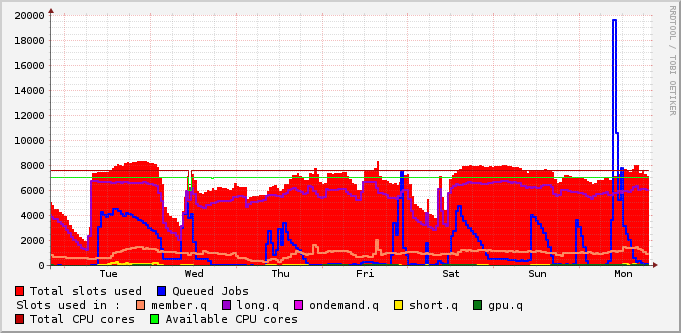 RRDTOOL / TOBI OETIKER
20000
18000
16000
14000
12000
10000
8000
6000
4000
2000
0
Tue Wed Thu Fri Sat Sun Mon
Total slots used Queued Jobs
Slots used in : member.q long.q ondemand.q short.q gpu.q
Total CPU cores Available CPU cores